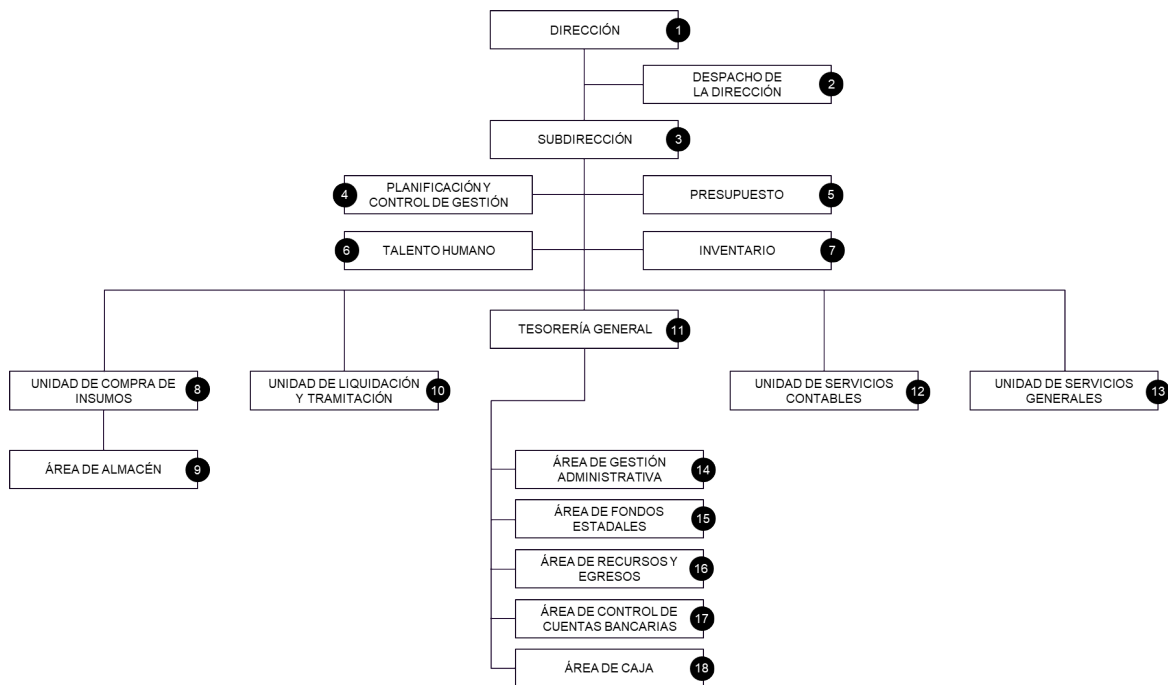 DIRECCIÓN
1
DESPACHO DE
LA DIRECCIÓN
2
SUBDIRECCIÓN
3
4
PLANIFICACIÓN Y
CONTROL DE GESTIÓN
PRESUPUESTO
5
6
TALENTO HUMANO
INVENTARIO
7
TESORERÍA GENERAL
11
UNIDAD DE COMPRA DE
INSUMOS
8
UNIDAD DE LIQUIDACIÓN
Y TRAMITACIÓN
10
UNIDAD DE SERVICIOS
CONTABLES
12
UNIDAD DE SERVICIOS
GENERALES
13
ÁREA DE ALMACÉN
9
ÁREA DE GESTIÓN
ADMINISTRATIVA
14
ÁREA DE FONDOS
ESTADALES
15
ÁREA DE RECURSOS Y
EGRESOS
16
ÁREA DE CONTROL DE
CUENTAS BANCARIAS
17
ÁREA DE CAJA
18